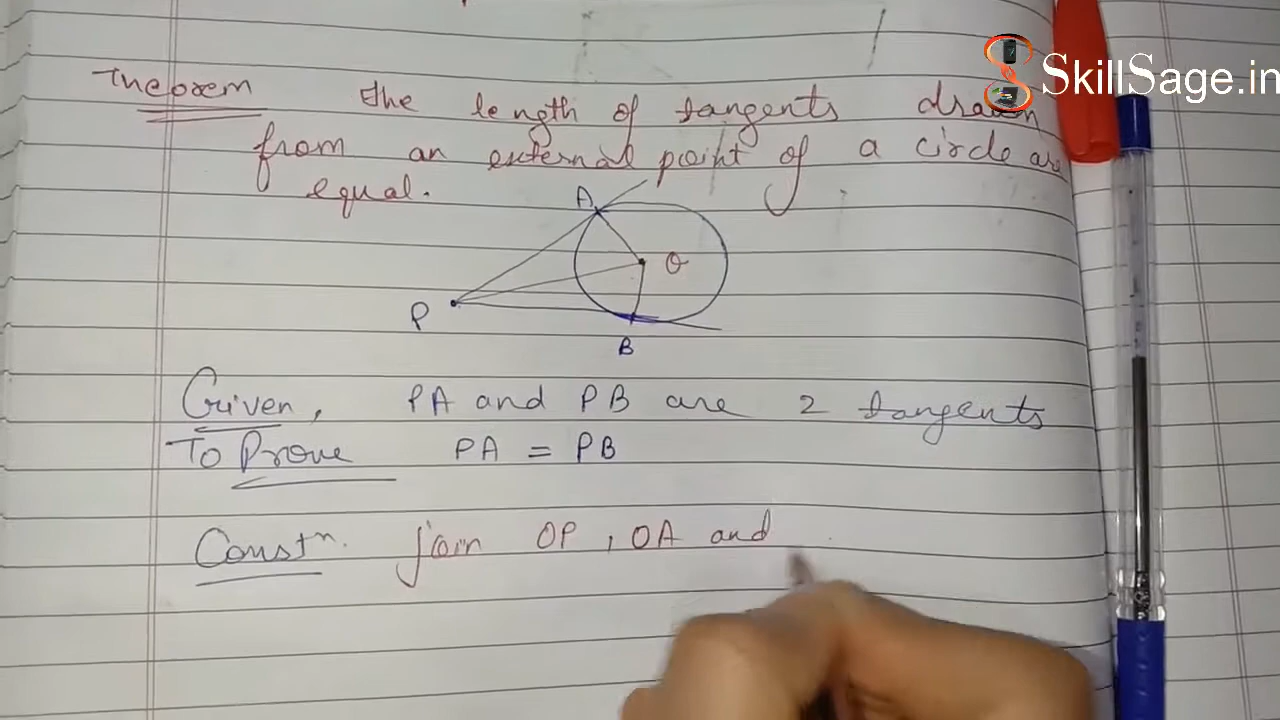 SkillSage.in
Theorem the length of tangents drawn
from an external point of a circle are
equal.
A
O
P
B
Given, PA and PB are 2 tangents
To Prove PA = PB
Constn. join OP, OA and